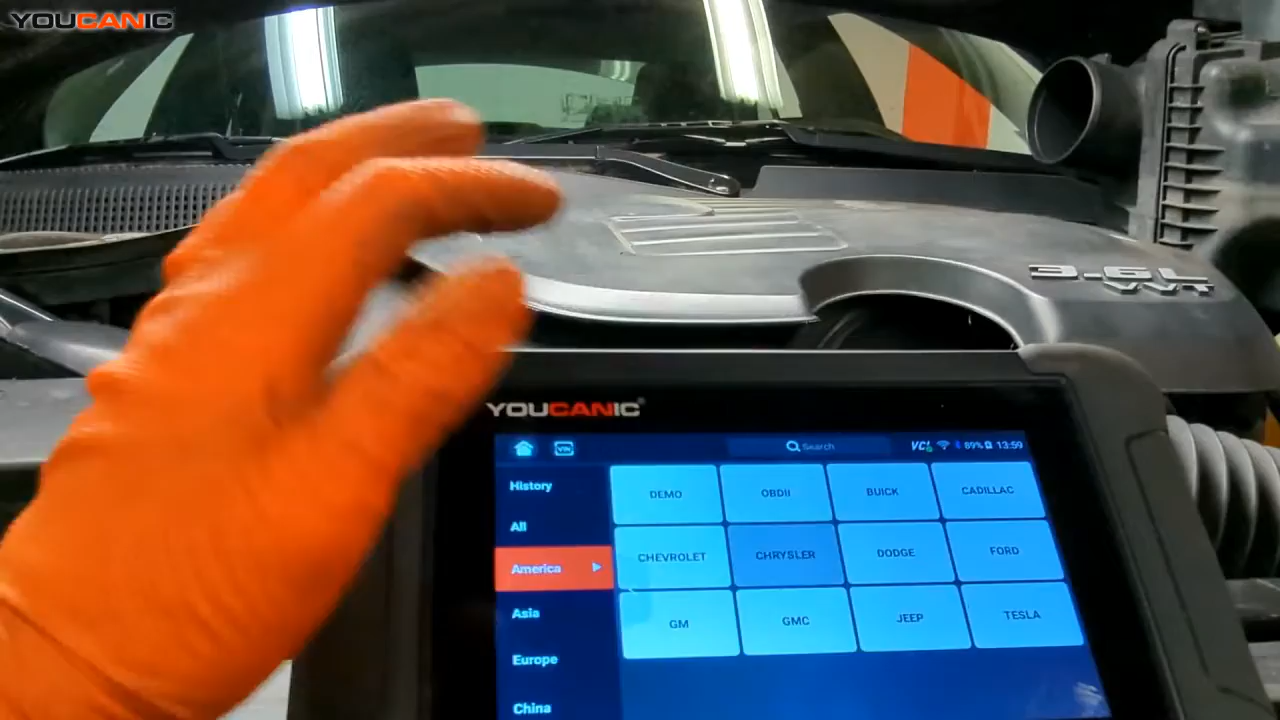 YOUCANIC
3.6L
VVT
YOUCANIC®
VIN
Search
VCI
89%
13:59
History
All
America
Asia
Europe
China
DEMO
OBDII
BUICK
CADILLAC
CHEVROLET
CHRYSLER
DODGE
FORD
GM
GMC
JEEP
TESLA